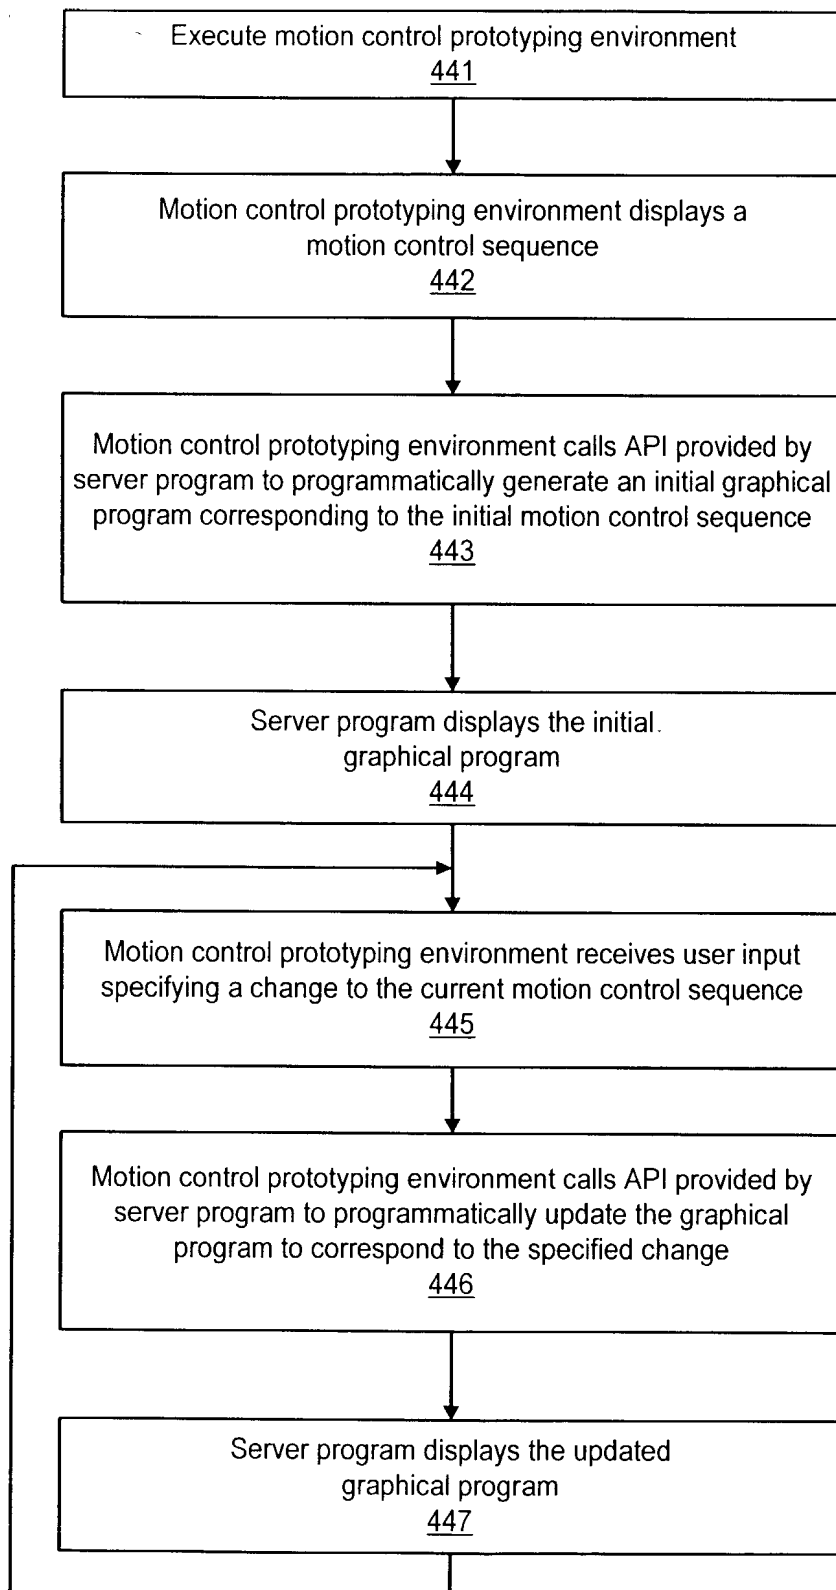 Execute motion control prototyping environment
441
Motion control prototyping environment displays a
motion control sequence
442
Motion control prototyping environment calls API provided by
server program to programmatically generate an initial graphical
program corresponding to the initial motion control sequence
443
Server program displays the initial
graphical program
444
Motion control prototyping environment receives user input
specifying a change to the current motion control sequence
445
Motion control prototyping environment calls API provided by
server program to programmatically update the graphical
program to correspond to the specified change
446
Server program displays the updated
graphical program
447